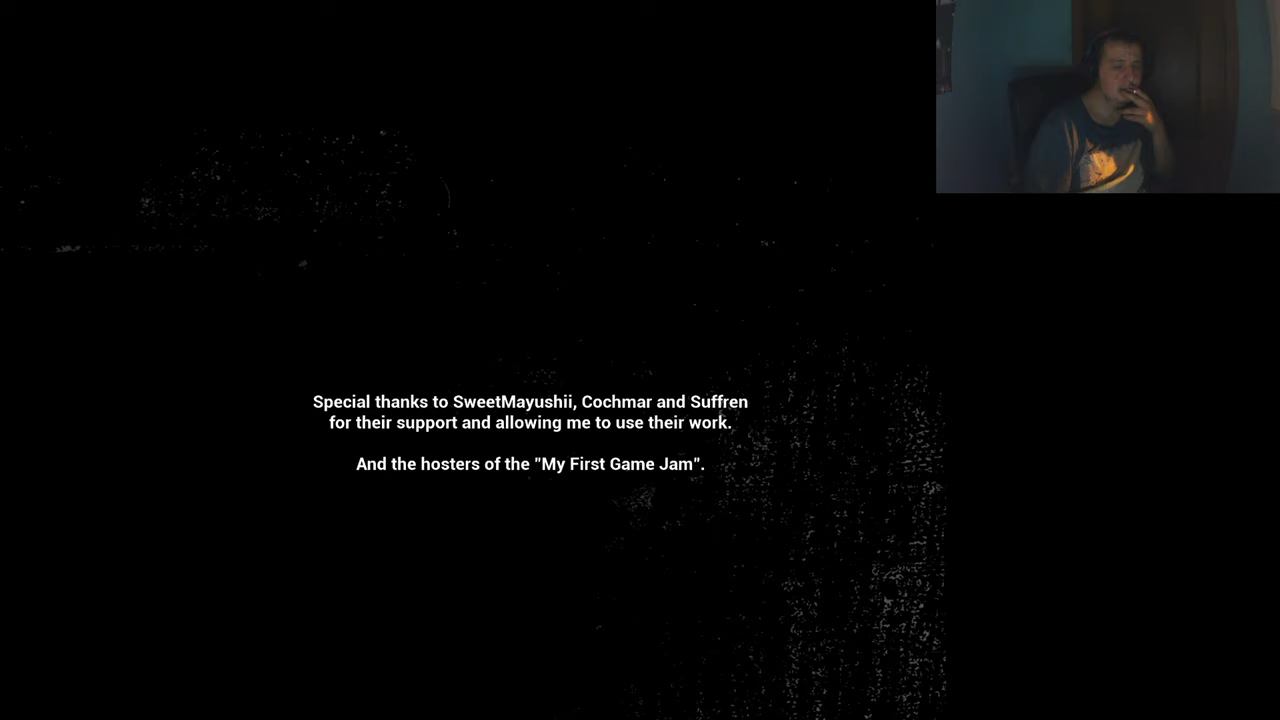 Special thanks to SweetMayushii, Cochmar and Suffren
for their support and allowing me to use their work.
And the hosters of the "My First Game Jam".